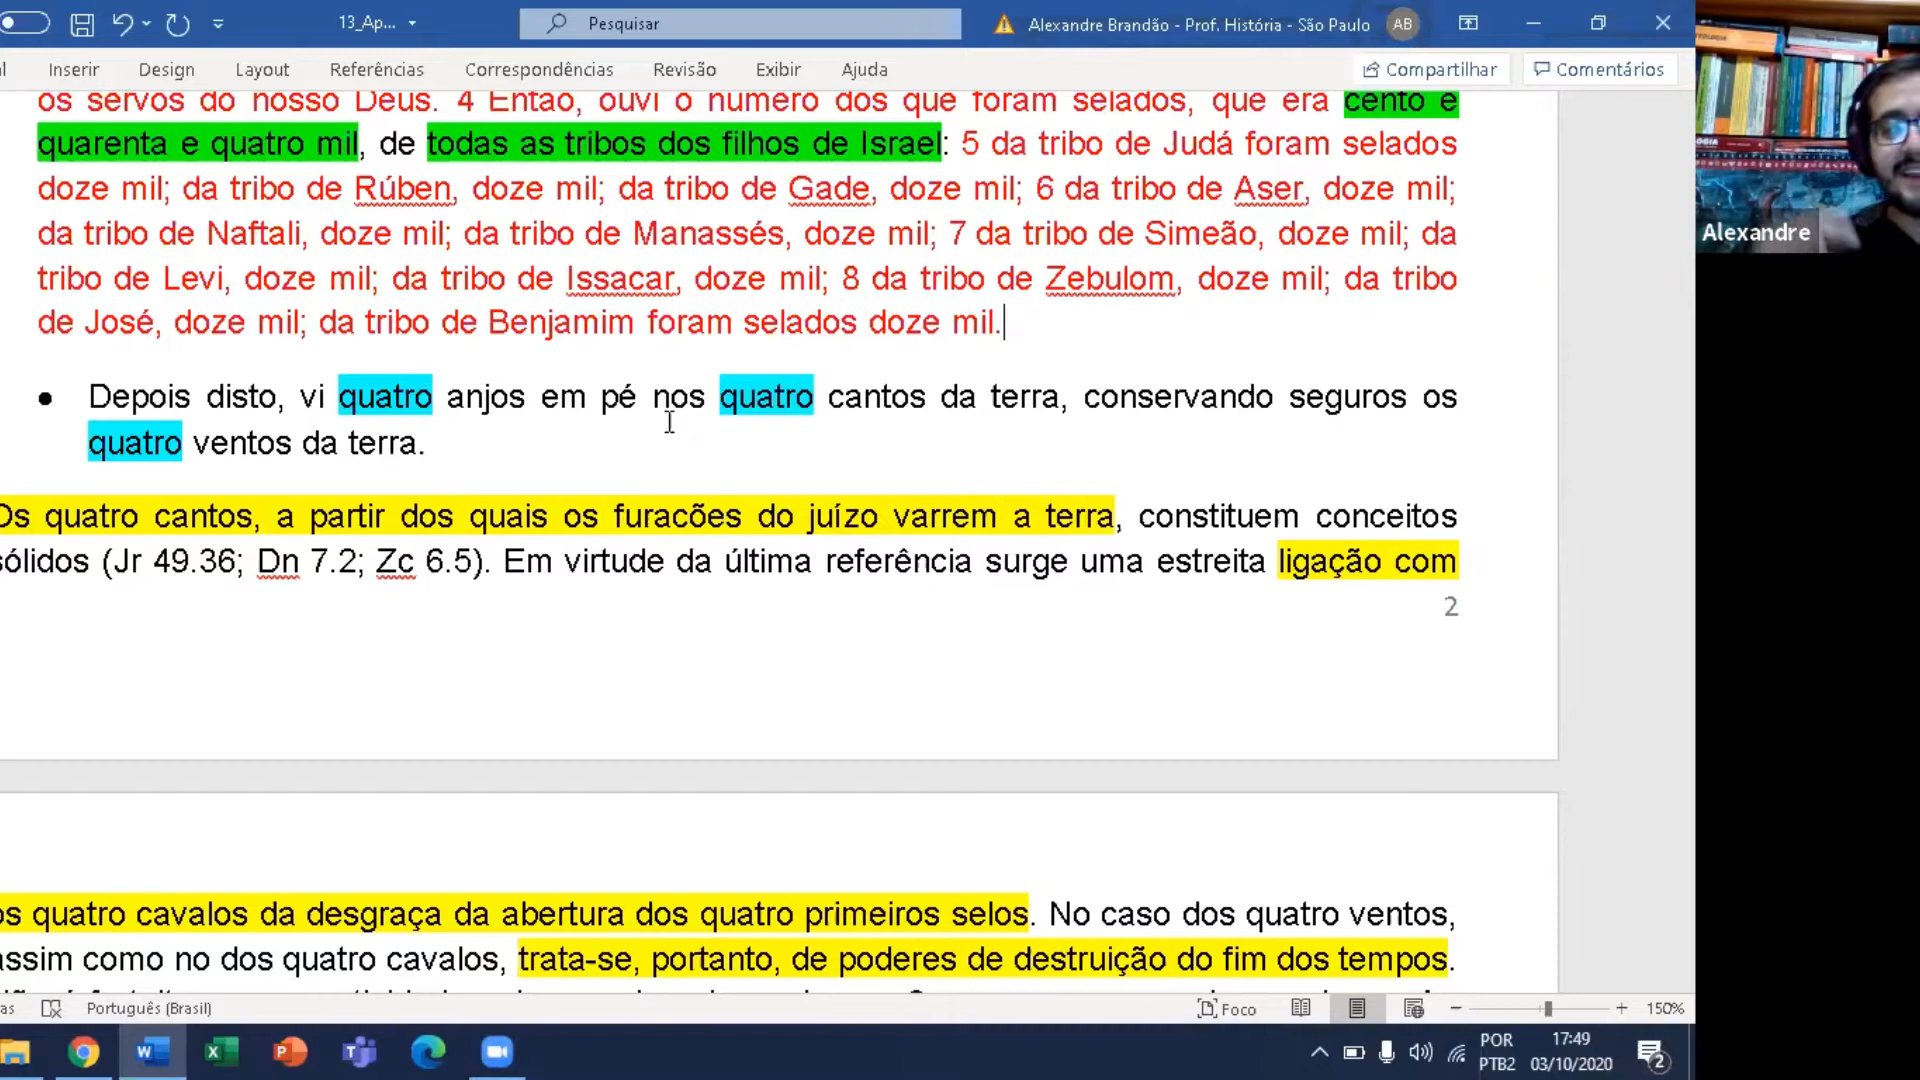 13_Ap...
Pesquisar
Alexandre Brandão - Prof. História - São Paulo
AB
Inserir
Design
Layout
Referências
Correspondências
Revisão
Exibir
Ajuda
Compartilhar
Comentários
os servos do nosso Deus. 4 Então, ouvi o número dos que foram selados, que era cento e
quarenta e quatro mil, de todas as tribos dos filhos de Israel: 5 da tribo de Judá foram selados
doze mil; da tribo de Rúben, doze mil; da tribo de Gade, doze mil; 6 da tribo de Aser, doze mil;
da tribo de Naftali, doze mil; da tribo de Manassés, doze mil; 7 da tribo de Simeão, doze mil; da
tribo de Levi, doze mil; da tribo de Issacar, doze mil; 8 da tribo de Zebulom, doze mil; da tribo
de José, doze mil; da tribo de Benjamim foram selados doze mil.
• Depois disto, vi quatro anjos em pé nos quatro cantos da terra, conservando seguros os
quatro ventos da terra.
Os quatro cantos, a partir dos quais os furacões do juízo varrem a terra, constituem conceitos
sólidos (Jr 49.36; Dn 7.2; Zc 6.5). Em virtude da última referência surge uma estreita ligação com
2
os quatro cavalos da desgraça da abertura dos quatro primeiros selos. No caso dos quatro ventos,
assim como no dos quatro cavalos, trata-se, portanto, de poderes de destruição do fim dos tempos.
Português (Brasil)
Foco
150%
POR
PTB2
17:49
03/10/2020
2
Alexandre